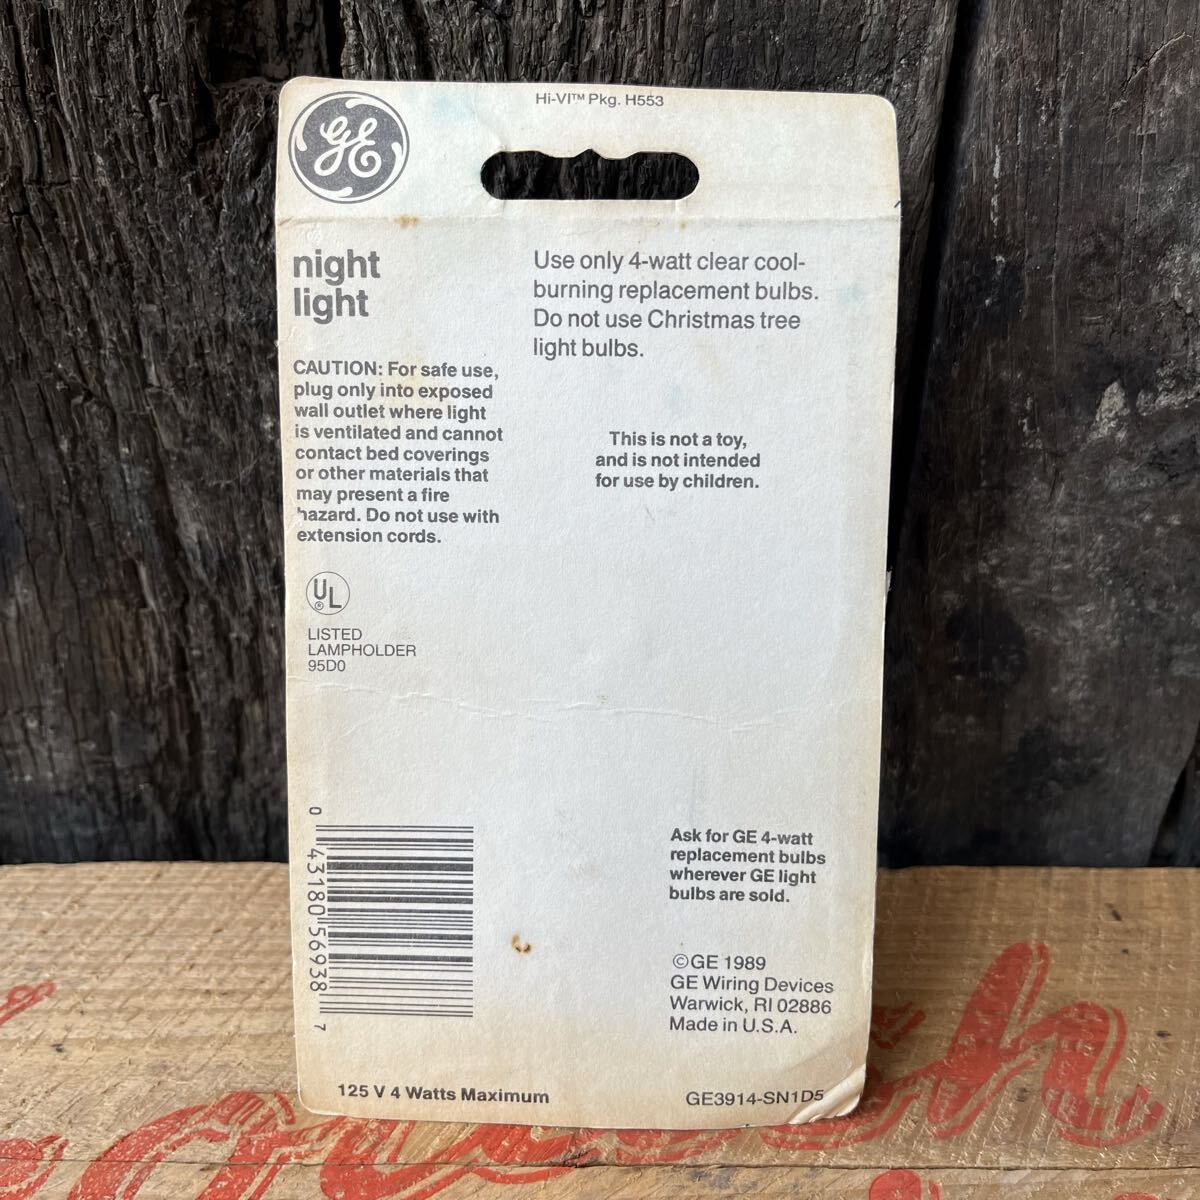 Hi-VI™ Pkg. H553
GE
night
light
CAUTION: For safe use,
plug only into exposed
wall outlet where light
is ventilated and cannot
contact bed coverings
or other materials that
may present a fire
hazard. Do not use with
extension cords.
UL
®
LISTED
LAMPHOLDER
95D0
Use only 4-watt clear cool-
burning replacement bulbs.
Do not use Christmas tree
light bulbs.
This is not a toy,
and is not intended
for use by children.
0 43180 56938 7
Ask for GE 4-watt
replacement bulbs
wherever GE light
bulbs are sold.
©GE 1989
GE Wiring Devices
Warwick, RI 02886
Made in U.S.A.
125 V 4 Watts Maximum
GE3914-SN1D5